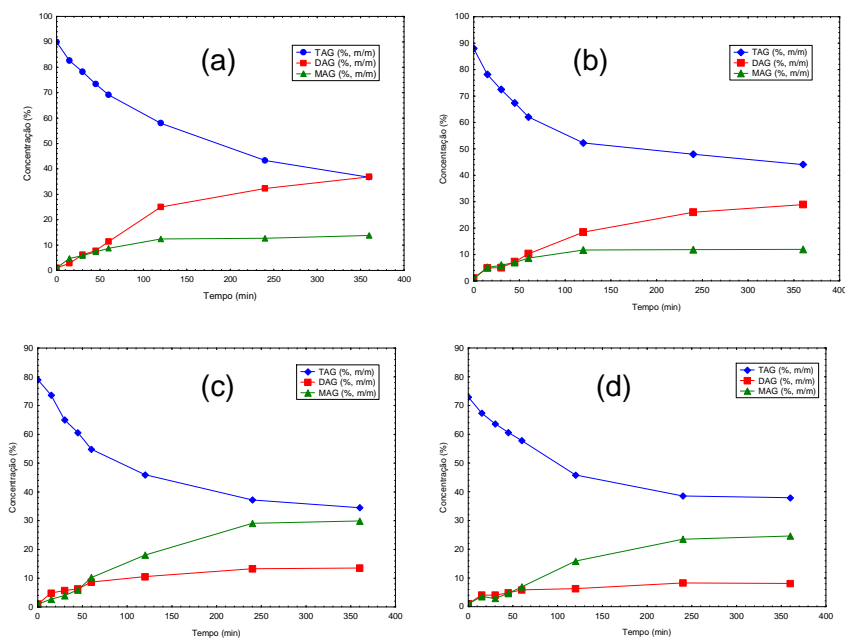 (a)
TAG (%, m/m)
DAG (%, m/m)
MAG (%, m/m)
Concentração (%)
100
90
80
70
60
50
40
30
20
10
0
0 50 100 150 200 250 300 350 400
Tempo (min)
(b)
TAG (%, m/m)
DAG (%, m/m)
MAG (%, m/m)
Concentração (%)
100
90
80
70
60
50
40
30
20
10
0
0 50 100 150 200 250 300 350 400
Tempo (min)
(c)
TAG (%, m/m)
DAG (%, m/m)
MAG (%, m/m)
Concentração (%)
90
80
70
60
50
40
30
20
10
0
0 50 100 150 200 250 300 350 400
Tempo (min)
(d)
TAG (%, m/m)
DAG (%, m/m)
MAG (%, m/m)
Concentração (%)
90
80
70
60
50
40
30
20
10
0
0 50 100 150 200 250 300 350 400
Tempo (min)